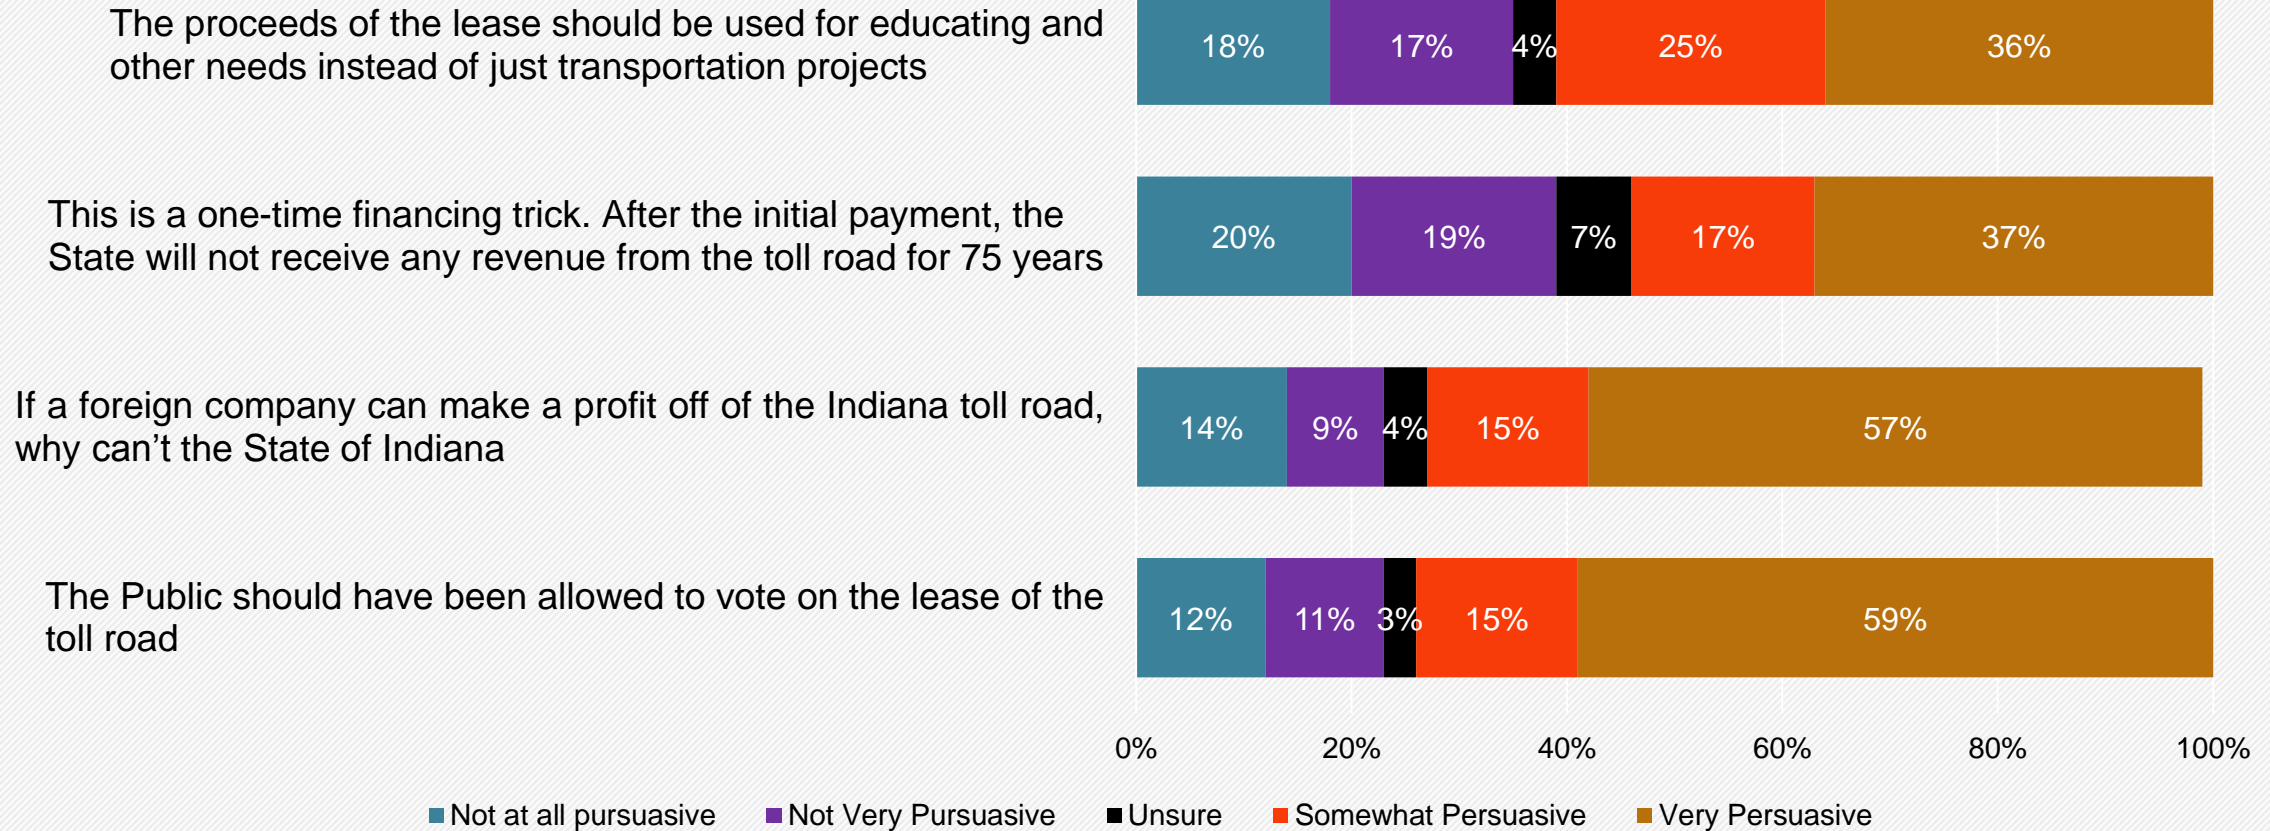 The proceeds of the lease should be used for educating and
other needs instead of just transportation projects
18% 17% 4% 25% 36%
This is a one-time financing trick. After the initial payment, the
State will not receive any revenue from the toll road for 75 years
20% 19% 7% 17% 37%
If a foreign company can make a profit off of the Indiana toll road,
why can’t the State of Indiana
14% 9% 4% 15% 57%
The Public should have been allowed to vote on the lease of the
toll road
12% 11% 3% 15% 59%
0% 20% 40% 60% 80% 100%
Not at all pursuasive Not Very Pursuasive Unsure Somewhat Persuasive Very Persuasive